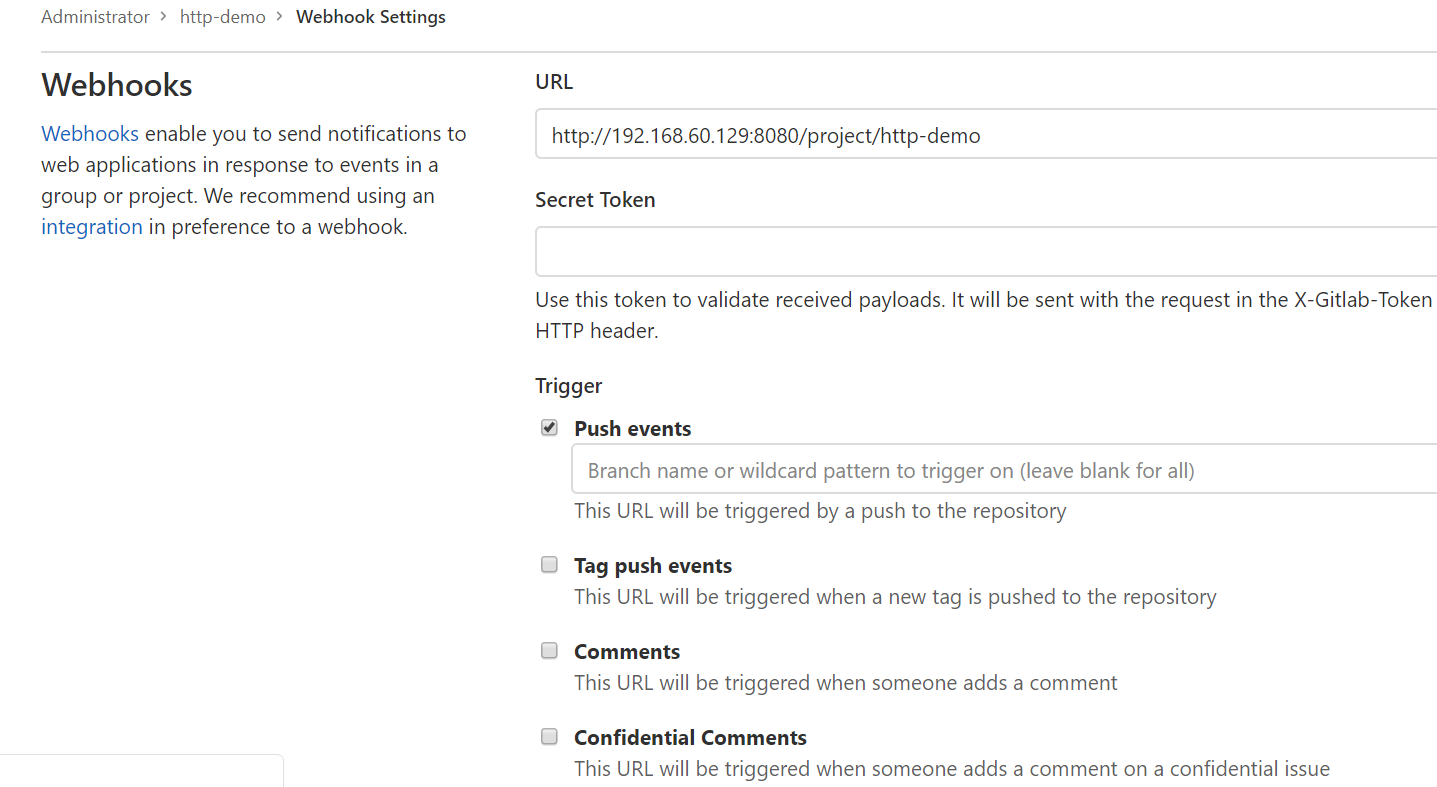 Administrator > http-demo > Webhook Settings
Webhooks
Webhooks enable you to send notifications to
web applications in response to events in a
group or project. We recommend using an
integration in preference to a webhook.
URL
http://192.168.60.129:8080/project/http-demo
Secret Token
Use this token to validate received payloads. It will be sent with the request in the X-Gitlab-Token
HTTP header.
Trigger
Push events
Branch name or wildcard pattern to trigger on (leave blank for all)
This URL will be triggered by a push to the repository
Tag push events
This URL will be triggered when a new tag is pushed to the repository
Comments
This URL will be triggered when someone adds a comment
Confidential Comments
This URL will be triggered when someone adds a comment on a confidential issue